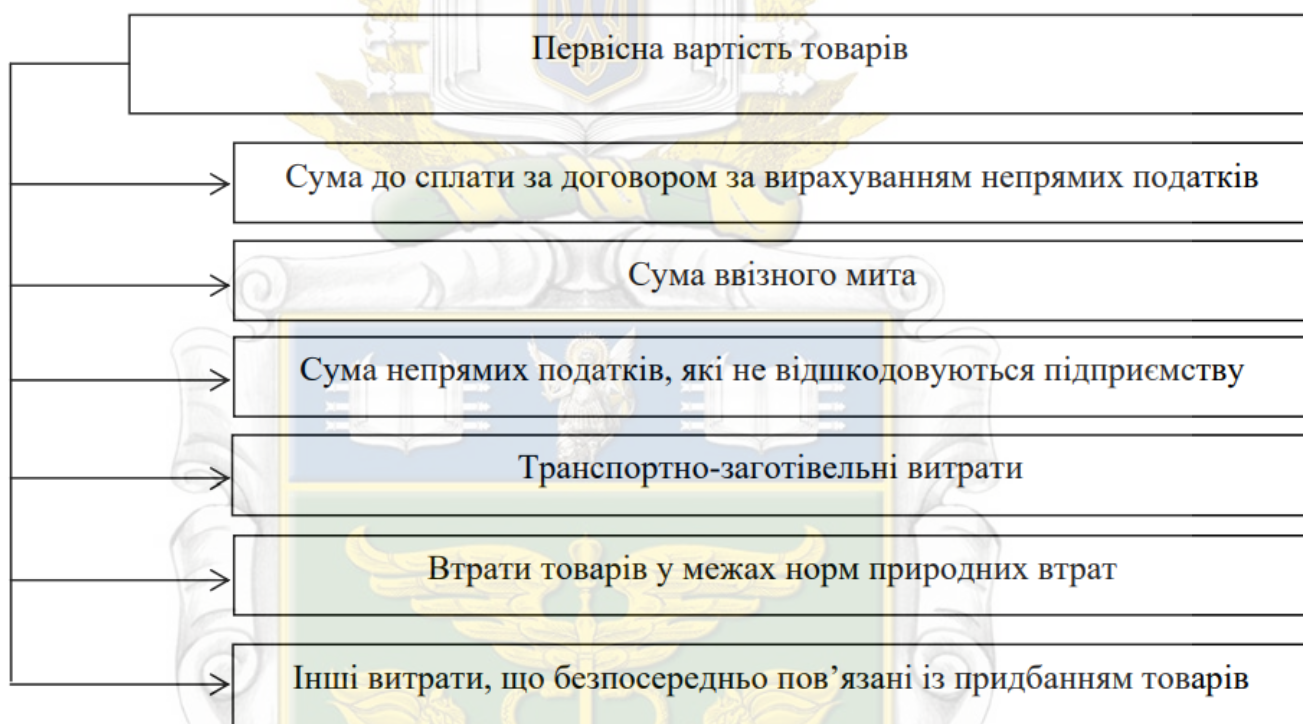 Первісна вартість товарів
Сума до сплати за договором за вирахуванням непрямих податків
Сума ввізного мита
Сума непрямих податків, які не відшкодовуються підприємству
Транспортно-заготівельні витрати
Втрати товарів у межах норм природних втрат
Інші витрати, що безпосередньо пов’язані із придбанням товарів